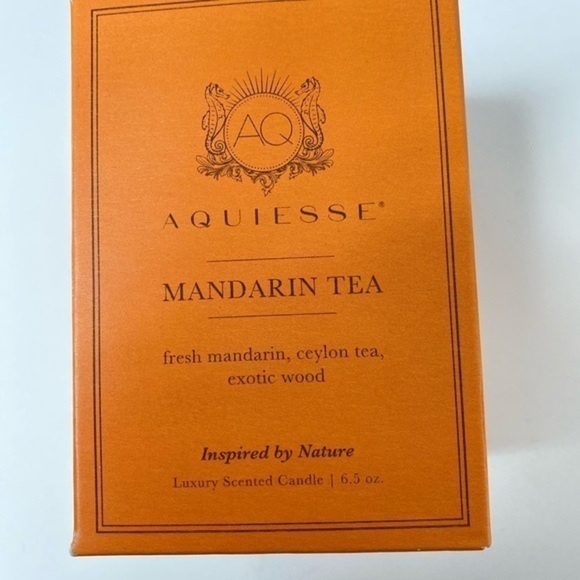 AQ
AQUIESSE®
MANDARIN TEA
fresh mandarin, ceylon tea,
exotic wood
Inspired by Nature
Luxury Scented Candle | 6.5 oz.